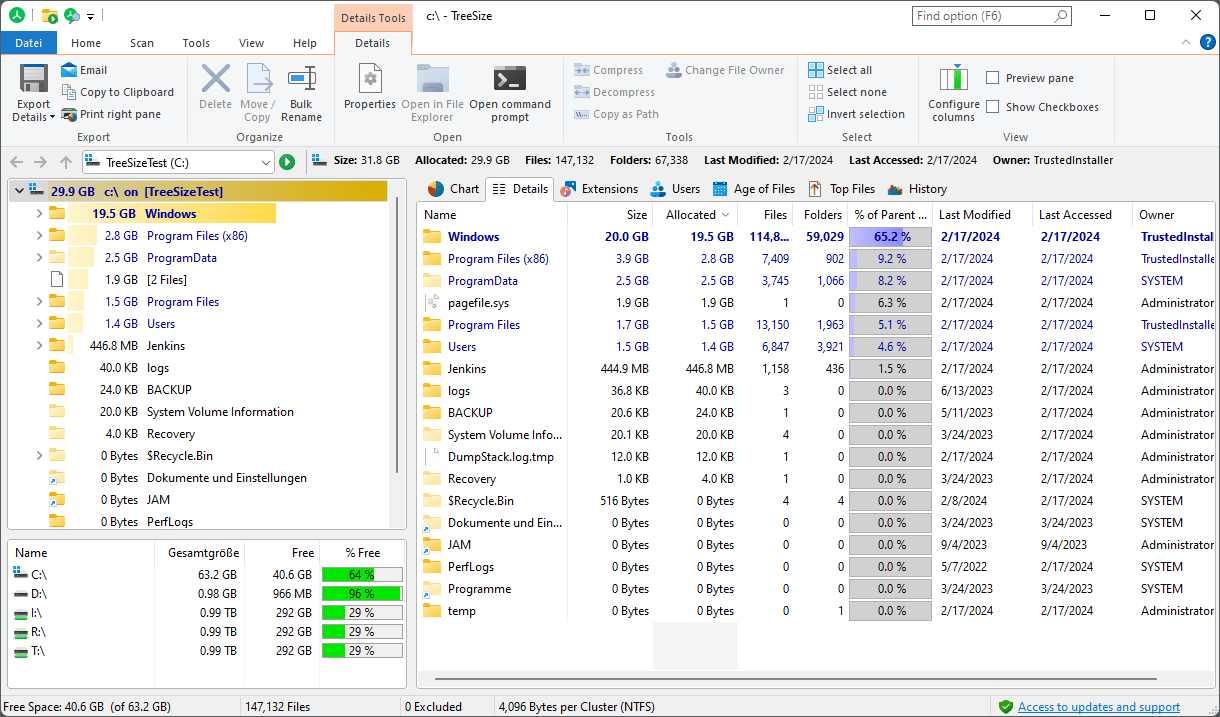 Details Tools
c:\ - TreeSize
Find option (F6)
Datei Home Scan Tools View Help Details
Export Details
Email
Copy to Clipboard
Print right pane
Export
Delete
Move / Copy
Bulk Rename
Organize
Properties
Open in File Explorer
Open command prompt
Open
Compress
Decompress
Copy as Path
Change File Owner
Tools
Select all
Select none
Invert selection
Select
Configure columns
Preview pane
Show Checkboxes
View
TreeSizeTest (C:)
Size: 31.8 GB Allocated: 29.9 GB Files: 147,132 Folders: 67,338 Last Modified: 2/17/2024 Last Accessed: 2/17/2024 Owner: TrustedInstaller
29.9 GB c:\ on [TreeSizeTest]
19.5 GB Windows
2.8 GB Program Files (x86)
2.5 GB ProgramData
1.9 GB [2 Files]
1.5 GB Program Files
1.4 GB Users
446.8 MB Jenkins
40.0 KB logs
24.0 KB BACKUP
20.0 KB System Volume Information
4.0 KB Recovery
0 Bytes $Recycle.Bin
0 Bytes Dokumente und Einstellungen
0 Bytes JAM
0 Bytes PerfLogs
Name Gesamtgröße Free % Free
C:\ 63.2 GB 40.6 GB 64 %
D:\ 0.98 GB 966 MB 96 %
I:\ 0.99 TB 292 GB 29 %
R:\ 0.99 TB 292 GB 29 %
T:\ 0.99 TB 292 GB 29 %
Chart Details Extensions Users Age of Files Top Files History
Name Size Allocated Files Folders % of Parent ... Last Modified Last Accessed Owner
Windows 20.0 GB 19.5 GB 114,8... 59,029 65.2 % 2/17/2024 2/17/2024 TrustedInstal
Program Files (x86) 3.9 GB 2.8 GB 7,409 902 9.2 % 2/17/2024 2/17/2024 TrustedInstalle
ProgramData 2.5 GB 2.5 GB 3,745 1,066 8.2 % 2/17/2024 2/17/2024 SYSTEM
pagefile.sys 1.9 GB 1.9 GB 1 0 6.3 % 2/17/2024 2/17/2024 Administrator
Program Files 1.7 GB 1.5 GB 13,150 1,963 5.1 % 2/17/2024 2/17/2024 TrustedInstalle
Users 1.5 GB 1.4 GB 6,847 3,921 4.6 % 2/17/2024 2/17/2024 SYSTEM
Jenkins 444.9 MB 446.8 MB 1,158 436 1.5 % 2/17/2024 2/17/2024 Administrator
logs 36.8 KB 40.0 KB 3 0 0.0 % 6/13/2023 2/17/2024 Administrator
BACKUP 20.6 KB 24.0 KB 1 0 0.0 % 5/11/2023 2/17/2024 Administrator
System Volume Info... 20.1 KB 20.0 KB 4 0 0.0 % 3/24/2023 2/17/2024 Administrator
DumpStack.log.tmp 12.0 KB 12.0 KB 1 0 0.0 % 2/17/2024 2/17/2024 Administrator
Recovery 1.0 KB 4.0 KB 1 0 0.0 % 3/24/2023 2/17/2024 Administrator
$Recycle.Bin 516 Bytes 0 Bytes 4 4 0.0 % 2/8/2024 2/17/2024 SYSTEM
Dokumente und Ein... 0 Bytes 0 Bytes 0 0 0.0 % 3/24/2023 3/24/2023 SYSTEM
JAM 0 Bytes 0 Bytes 0 0 0.0 % 9/4/2023 9/4/2023 Administrator
PerfLogs 0 Bytes 0 Bytes 0 0 0.0 % 5/7/2022 2/17/2024 SYSTEM
Programme 0 Bytes 0 Bytes 0 0 0.0 % 3/24/2023 3/24/2023 SYSTEM
temp 0 Bytes 0 Bytes 0 1 0.0 % 2/17/2024 2/17/2024 Administrator
Free Space: 40.6 GB (of 63.2 GB) 147,132 Files 0 Excluded 4,096 Bytes per Cluster (NTFS) Access to updates and support